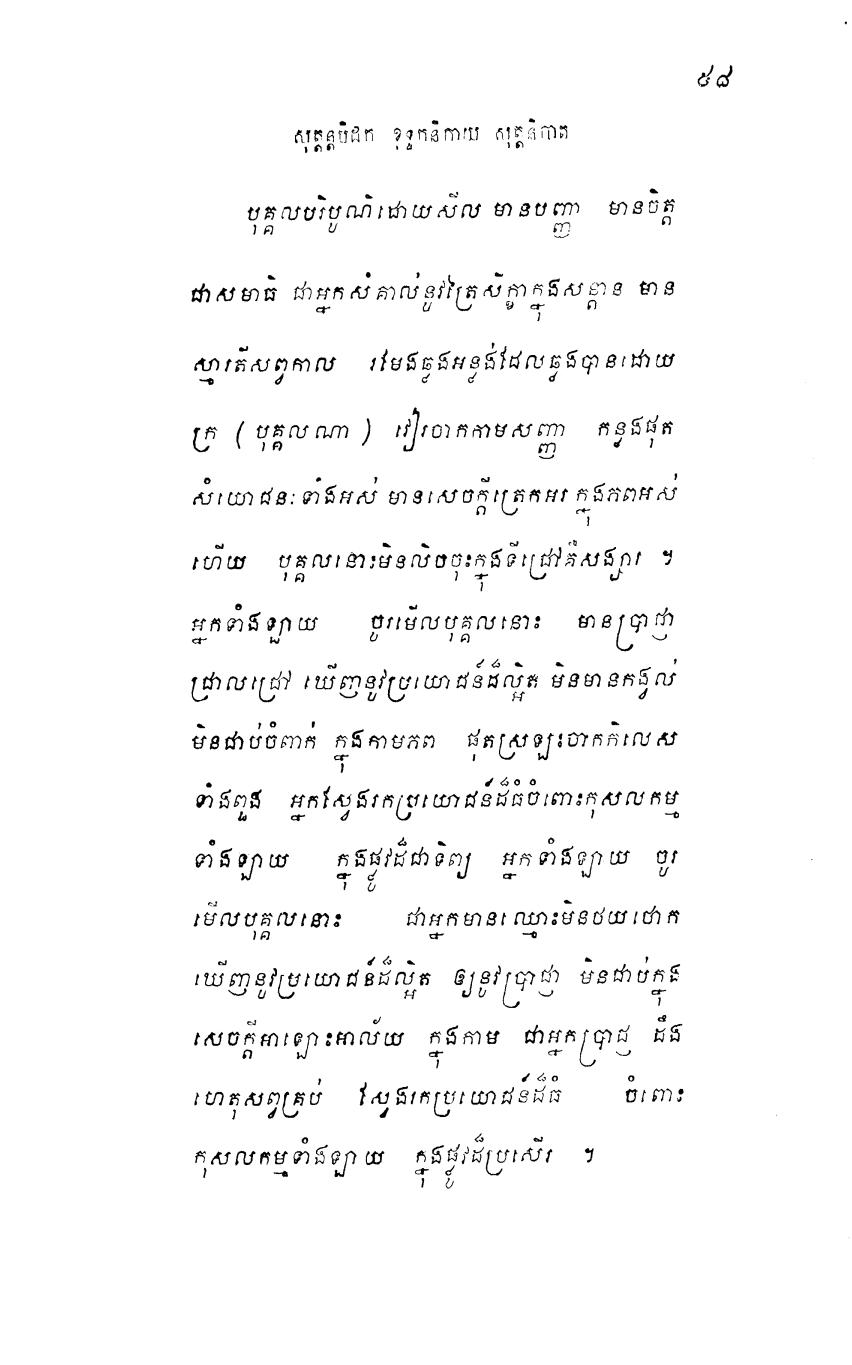 ៥៨
សុត្តន្តបិដក ខុទ្ទកនិកាយ សុត្តនិបាត
បុគ្គលបរិបូណ៌ដោយសីល មានបញ្ញា មានចិត្ត
ជាសមាធិ ជាអ្នកសំគាល់នូវត្រៃសិក្ខាក្នុងសន្តាន មាន
ស្មារតីសព្វកាល រមែងឆ្លងអន្លង់ដែលឆ្លងបានដោយ
ក្រ ( បុគ្គលណា ) វៀរចាកកាមសញ្ញា កន្លងផុត
សំយោជនៈទាំងអស់ មានសេចក្តីត្រេកអរ ក្នុងភពអស់
ហើយ បុគ្គលនោះមិនលិចចុះក្នុងទីជ្រៅគឺសង្សារ ។
អ្នកទាំងឡាយ ចូរមើលបុគ្គលនោះ មានប្រាជ្ញា
ជ្រាលជ្រៅ ឃើញនូវប្រយោជន៍ដ៏ល្អិត មិនមានកង្វល់
មិនជាប់ចំពាក់ ក្នុងកាមភព ផុតស្រឡះចាកកិលេស
ទាំងពួង អ្នកស្វែងរកប្រយោជន៍ដ៏ធំចំពោះកុសលកម្ម
ទាំងឡាយ ក្នុងផ្លូវដ៏ជាទិព្យ អ្នកទាំងឡាយ ចូរ
មើលបុគ្គលនោះ ជាអ្នកមានឈ្មោះមិនថយថោក
ឃើញនូវប្រយោជន៍ដ៏ល្អិត ឲ្យនូវប្រាជ្ញា មិនជាប់ក្នុង
សេចក្តីអាឡោះអាល័យ ក្នុងកាម ជាអ្នកប្រាជ្ញ ដឹង
ហេតុសព្វគ្រប់ ស្វែងរកប្រយោជន៍ដ៏ធំ ចំពោះ
កុសលកម្មទាំងឡាយ ក្នុងផ្លូវដ៏ប្រសើរ ។